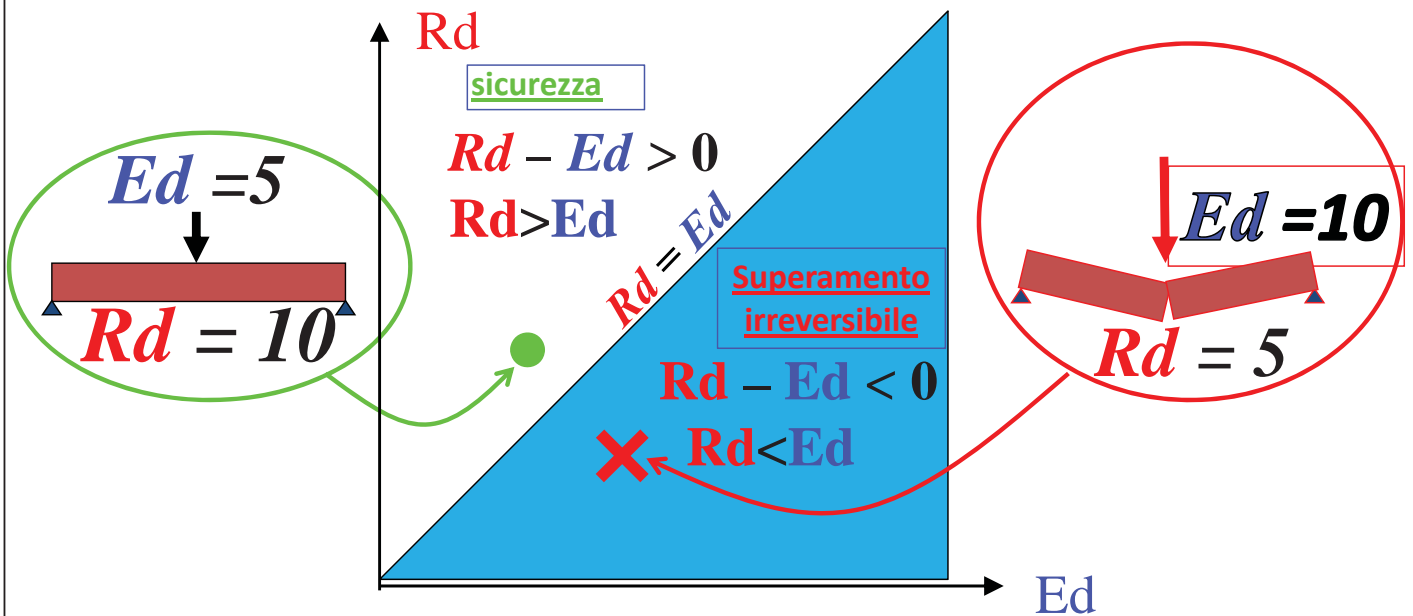 Rd
sicurezza
Rd – Ed > 0
Rd>Ed
Ed =5
Rd = 10
Rd = Ed
Superamento
irreversibile
Rd – Ed < 0
Rd<Ed
Ed =10
Rd = 5
Ed